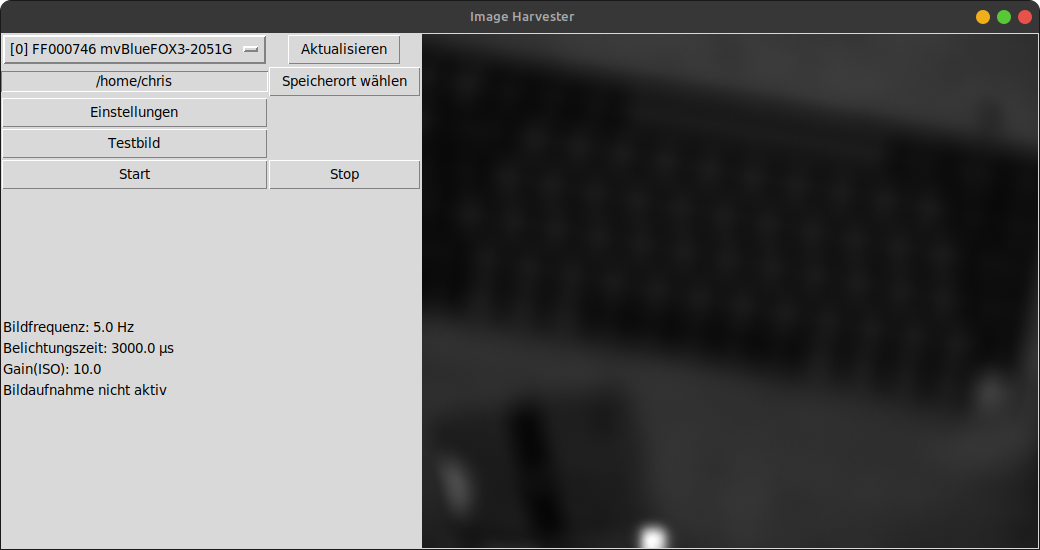 Image Harvester
[0] FF000746 mvBlueFOX3-2051G
Aktualisieren
/home/chris
Speicherort wählen
Einstellungen
Testbild
Start
Stop
Bildfrequenz: 5.0 Hz
Belichtungszeit: 3000.0 µs
Gain(ISO): 10.0
Bildaufnahme nicht aktiv